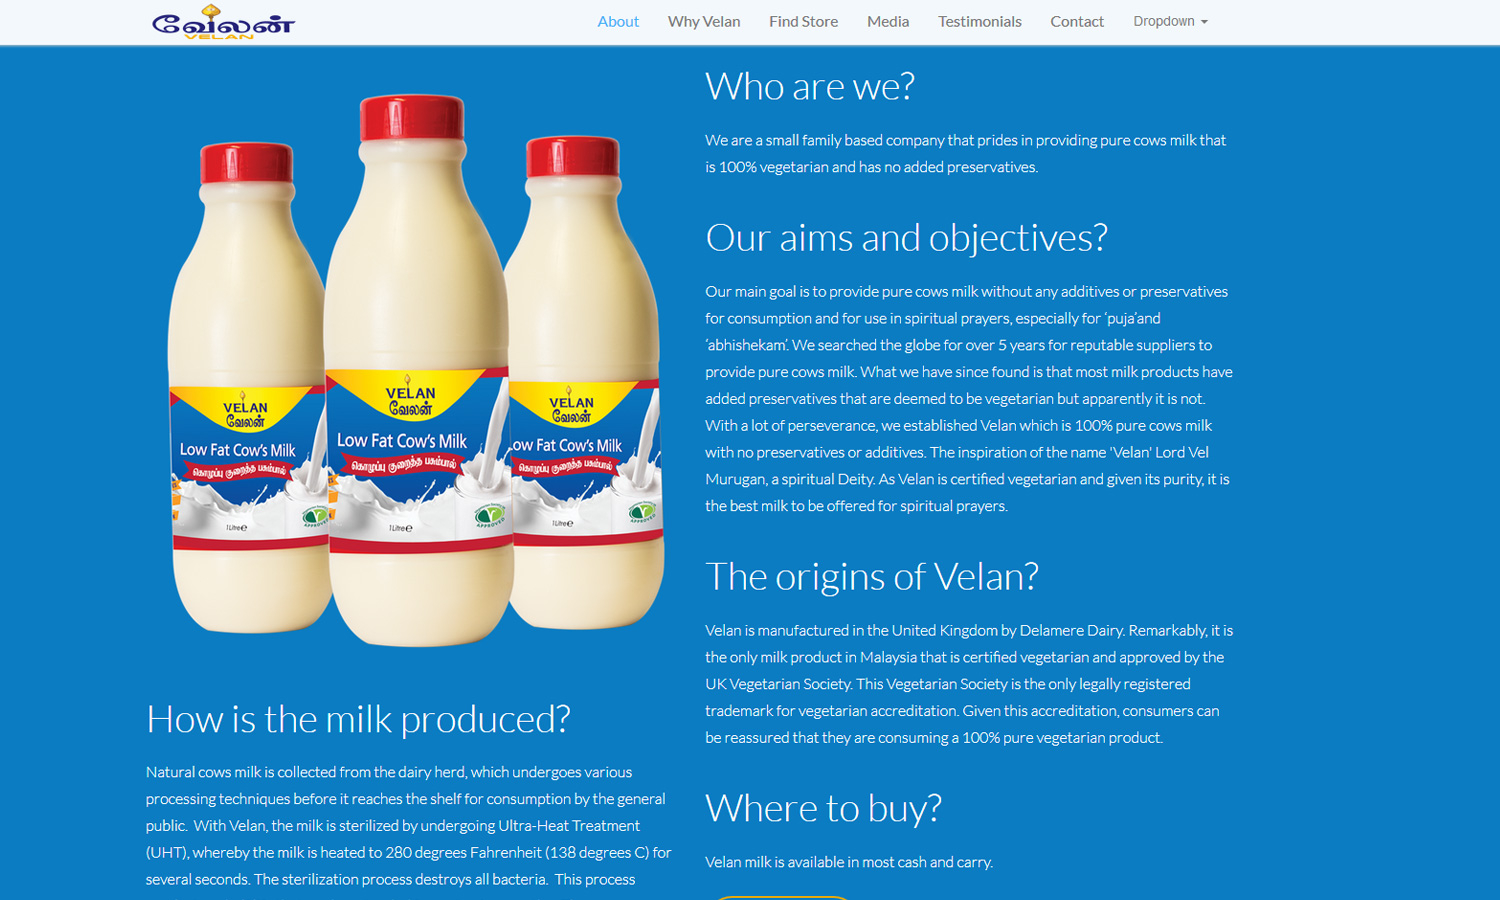 வேலன்
VELAN
About
Why Velan
Find Store
Media
Testimonials
Contact
Dropdown
VELAN
வேலன்
Low Fat Cow's Milk
கொழுப்பு குறைந்த பசும்பால்
1Litre℮
APPROVED
VELAN
வேலன்
Low Fat Cow's Milk
கொழுப்பு குறைந்த பசும்பால்
1Litre℮
APPROVED
VELAN
வேலன்
ow Fat Cow's Milk
கொழுப்பு குறைந்த பசும்பால்
1Litre℮
APPROVED
How is the milk produced?
Natural cows milk is collected from the dairy herd, which undergoes various
processing techniques before it reaches the shelf for consumption by the general
public.  With Velan, the milk is sterilized by undergoing Ultra-Heat Treatment
(UHT), whereby the milk is heated to 280 degrees Fahrenheit (138 degrees C) for
several seconds. The sterilization process destroys all bacteria.  This process
Who are we?
We are a small family based company that prides in providing pure cows milk that
is 100% vegetarian and has no added preservatives.
Our aims and objectives?
Our main goal is to provide pure cows milk without any additives or preservatives
for consumption and for use in spiritual prayers, especially for ‘puja’and
‘abhishekam’. We searched the globe for over 5 years for reputable suppliers to
provide pure cows milk. What we have since found is that most milk products have
added preservatives that are deemed to be vegetarian but apparently it is not.
With a lot of perseverance, we established Velan which is 100% pure cows milk
with no preservatives or additives. The inspiration of the name 'Velan' Lord Vel
Murugan, a spiritual Deity. As Velan is certified vegetarian and given its purity, it is
the best milk to be offered for spiritual prayers.
The origins of Velan?
Velan is manufactured in the United Kingdom by Delamere Dairy. Remarkably, it is
the only milk product in Malaysia that is certified vegetarian and approved by the
UK Vegetarian Society. This Vegetarian Society is the only legally registered
trademark for vegetarian accreditation. Given this accreditation, consumers can
be reassured that they are consuming a 100% pure vegetarian product.
Where to buy?
Velan milk is available in most cash and carry.